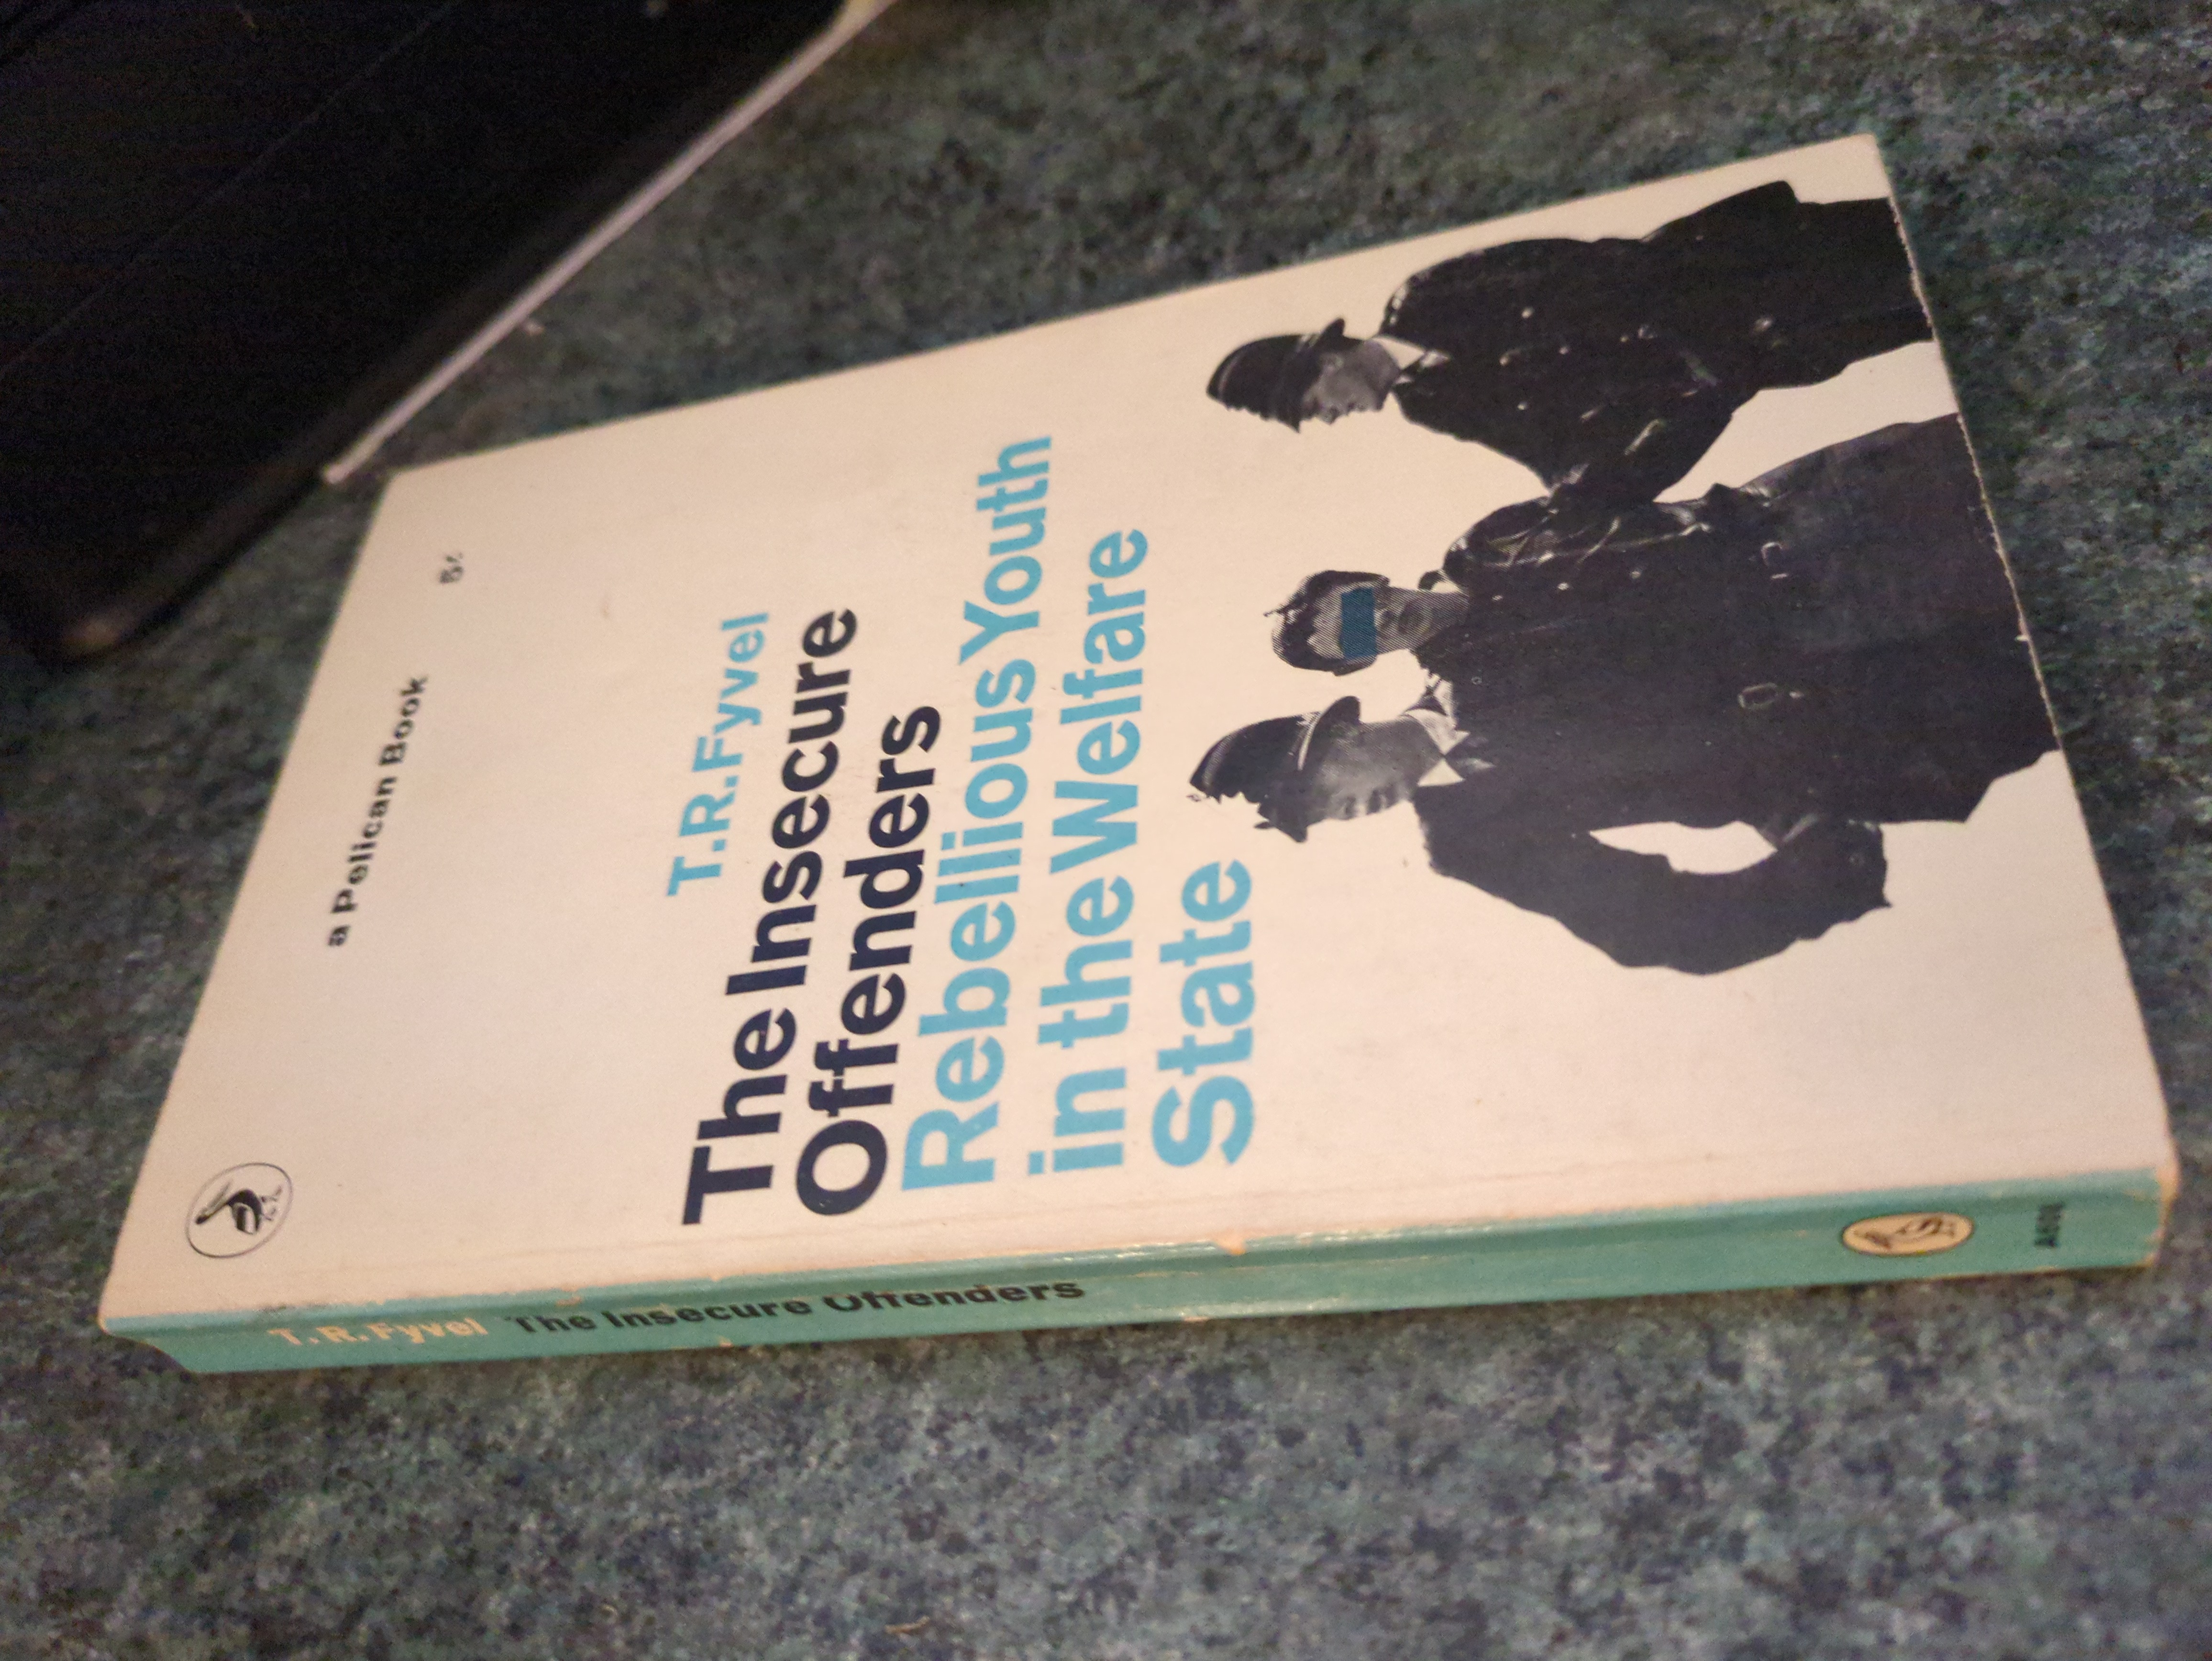 a Pelican Book
5/-
T.R.Fyvel
The Insecure
Offenders
Rebellious Youth
in the Welfare
State
T.R.Fyvel The Insecure Offenders